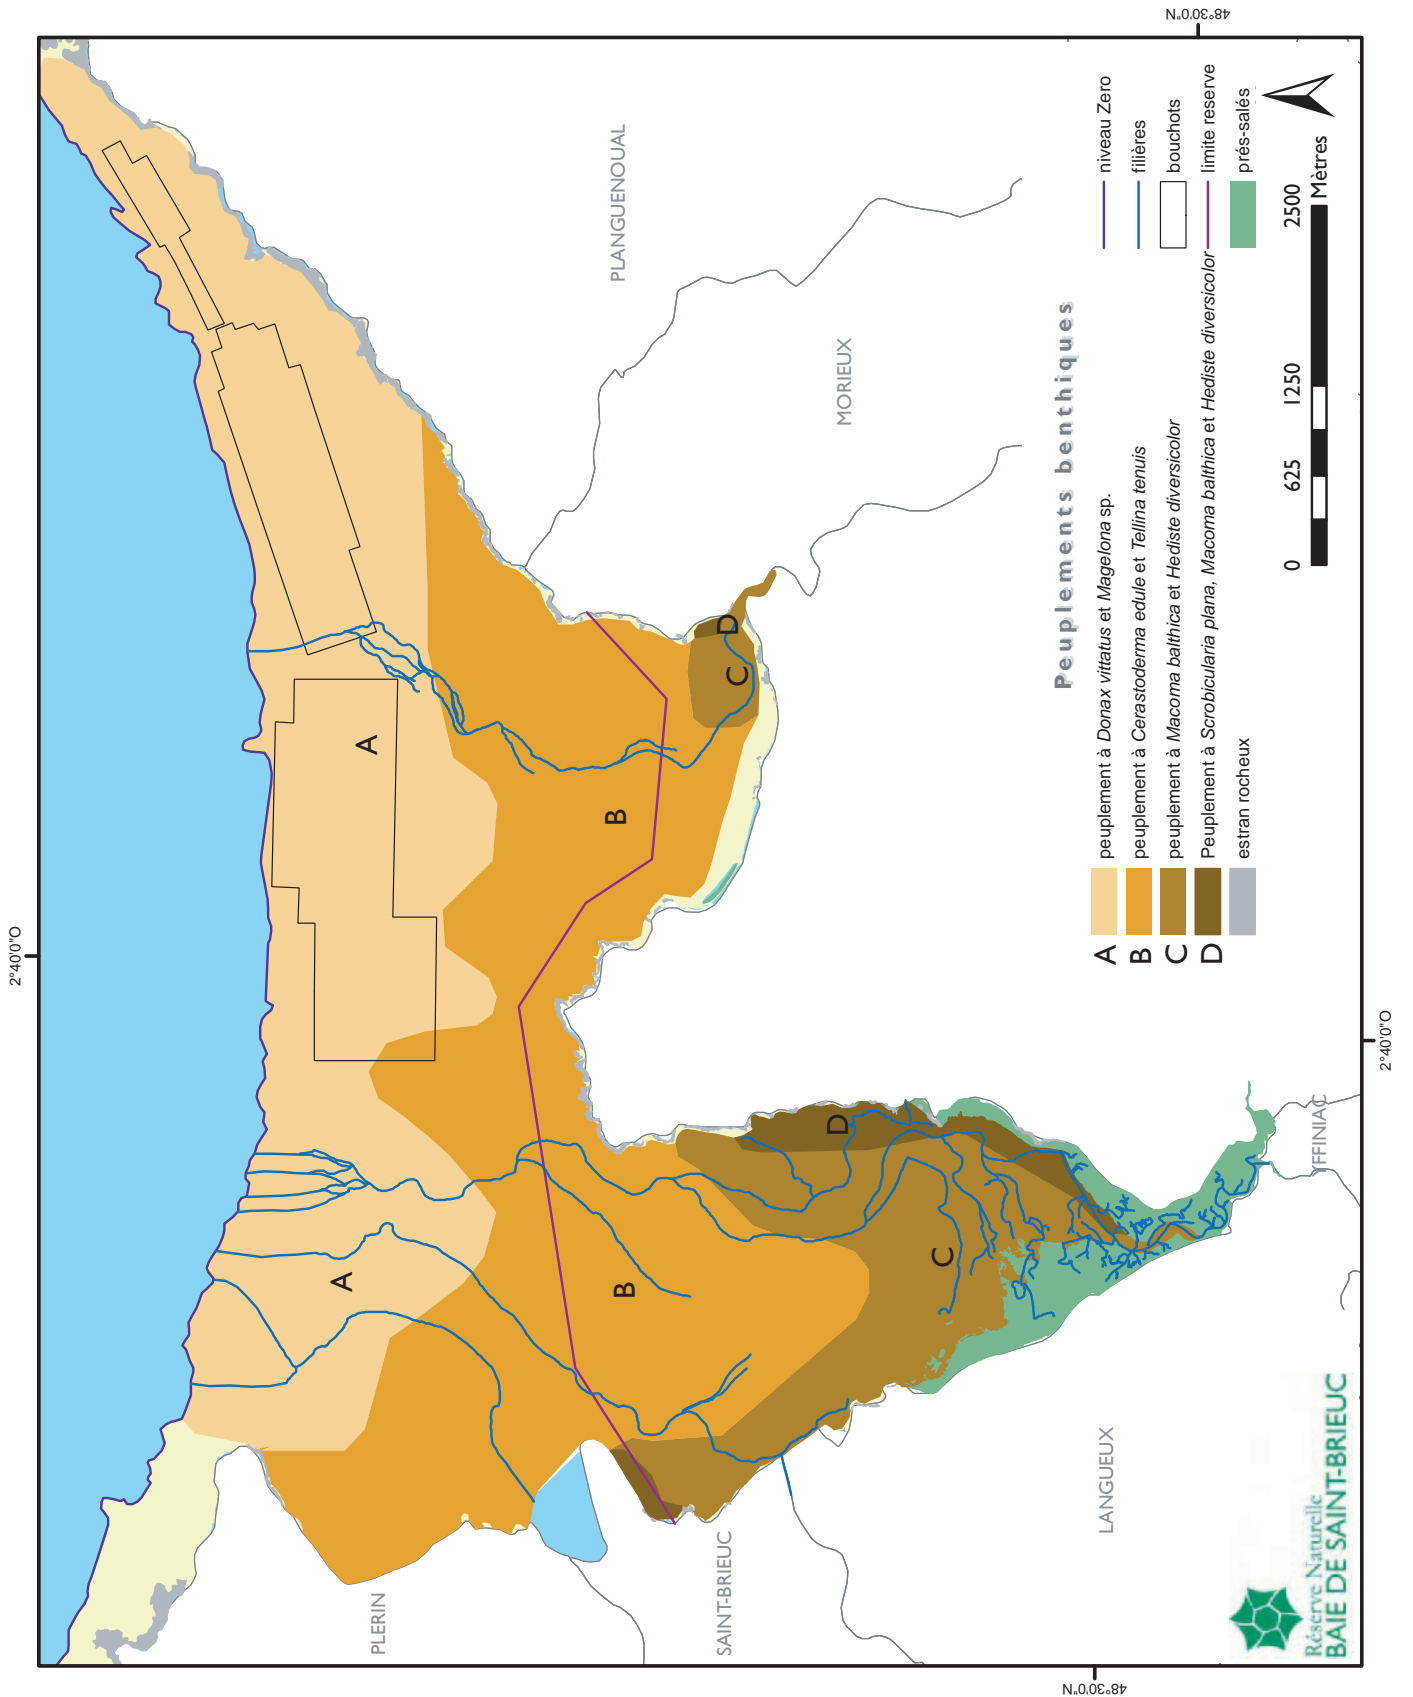 2°40'0"O
48°30'0"N
PLERIN
SAINT-BRIEUC
LANGUEUX
YFFINIAC
MORIEUX
PLANGUENOUAL
A
A
B
B
C
C
D
D
Peuplements benthiques
A peuplement à Donax vittatus et Magelona sp.
B peuplement à Cerastoderma edule et Tellina tenuis
C peuplement à Macoma balthica et Hediste diversicolor
D Peuplement à Scrobicularia plana, Macoma balthica et Hediste diversicolor
estran rocheux
niveau Zero
filières
bouchots
limite reserve
prés-salés
0 625 1250 2500
Mètres
Réserve Naturelle
BAIE DE SAINT-BRIEUC
48°30'0"N
2°40'0"O